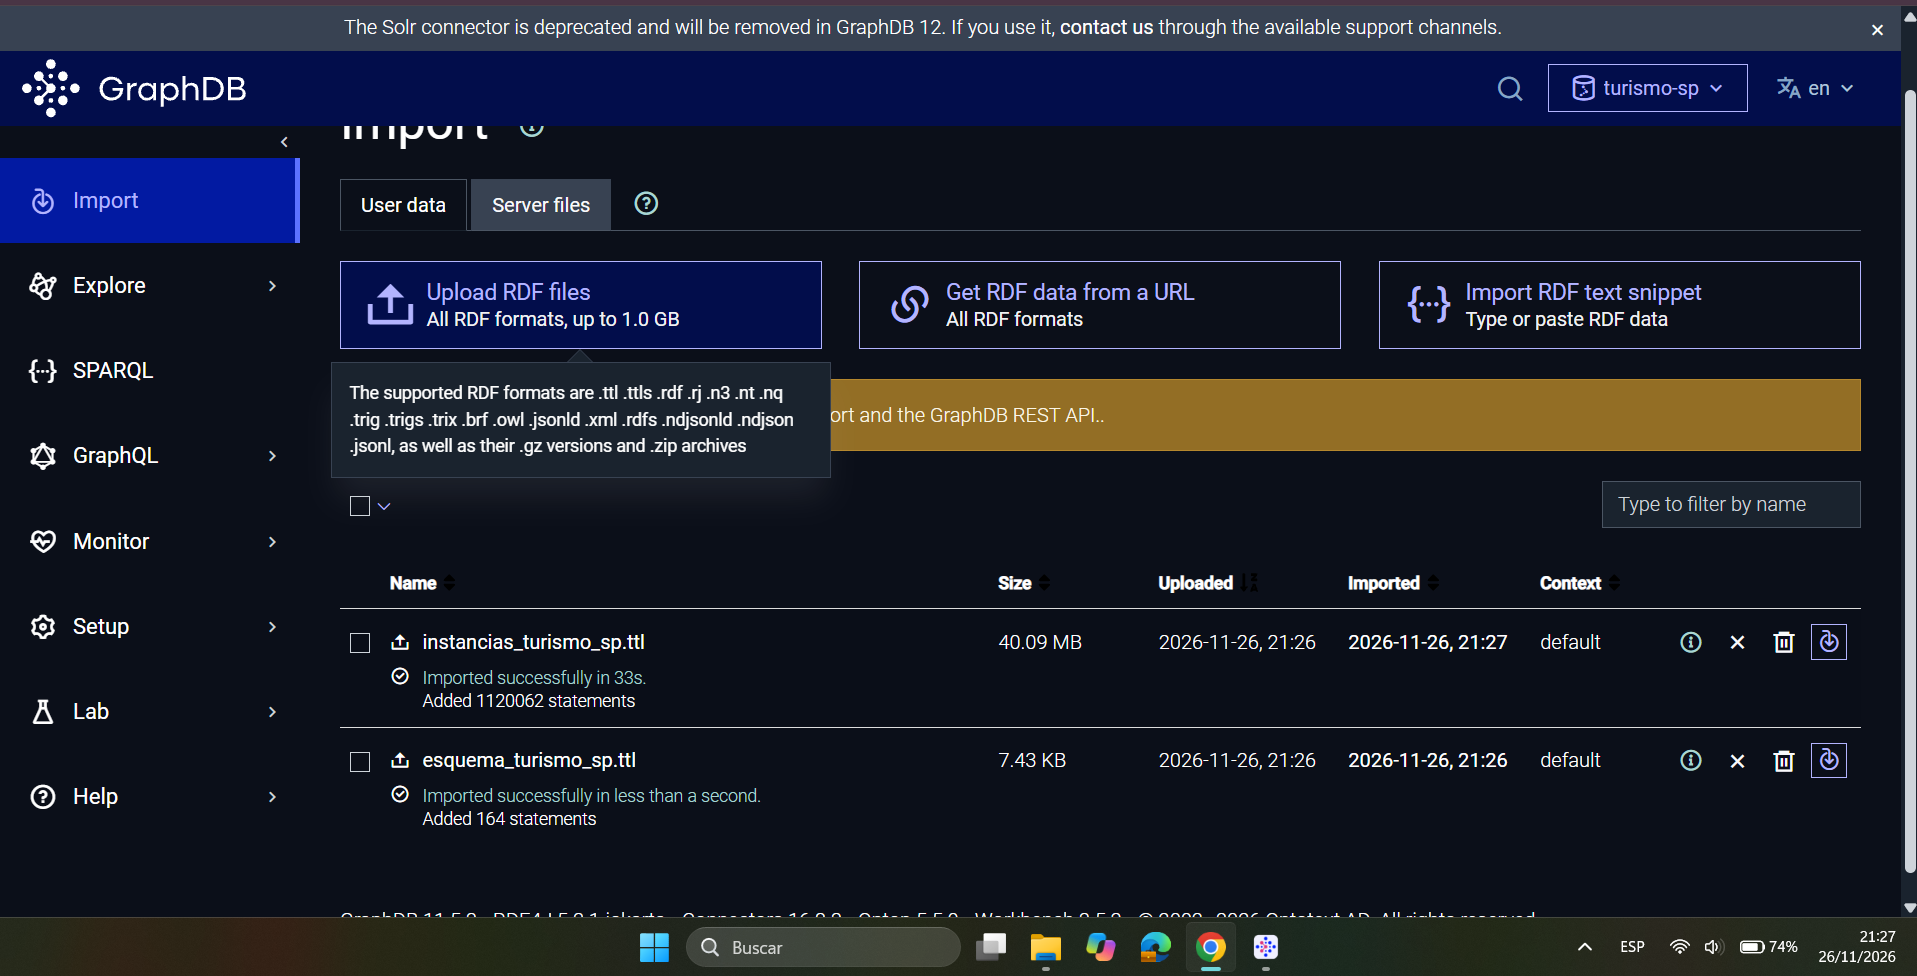 The Solr connector is deprecated and will be removed in GraphDB 12. If you use it, contact us through the available support channels.
GraphDB
turismo-sp
en
Import
User data
Server files
Upload RDF files
All RDF formats, up to 1.0 GB
Get RDF data from a URL
All RDF formats
Import RDF text snippet
Type or paste RDF data
The supported RDF formats are .ttl .ttls .rdf .rj .n3 .nt .nq
.trig .trigs .trix .brf .owl .jsonld .xml .rdfs .ndjsonld .ndjson
.jsonl, as well as their .gz versions and .zip archives
ort and the GraphDB REST API..
Type to filter by name
Name
Size
Uploaded
Imported
Context
instancias_turismo_sp.ttl
40.09 MB
2026-11-26, 21:26
2026-11-26, 21:27
default
Imported successfully in 33s.
Added 1120062 statements
esquema_turismo_sp.ttl
7.43 KB
2026-11-26, 21:26
2026-11-26, 21:26
default
Imported successfully in less than a second.
Added 164 statements
Import
Explore
SPARQL
GraphQL
Monitor
Setup
Lab
Help
Buscar
ESP
74%
21:27
26/11/2026